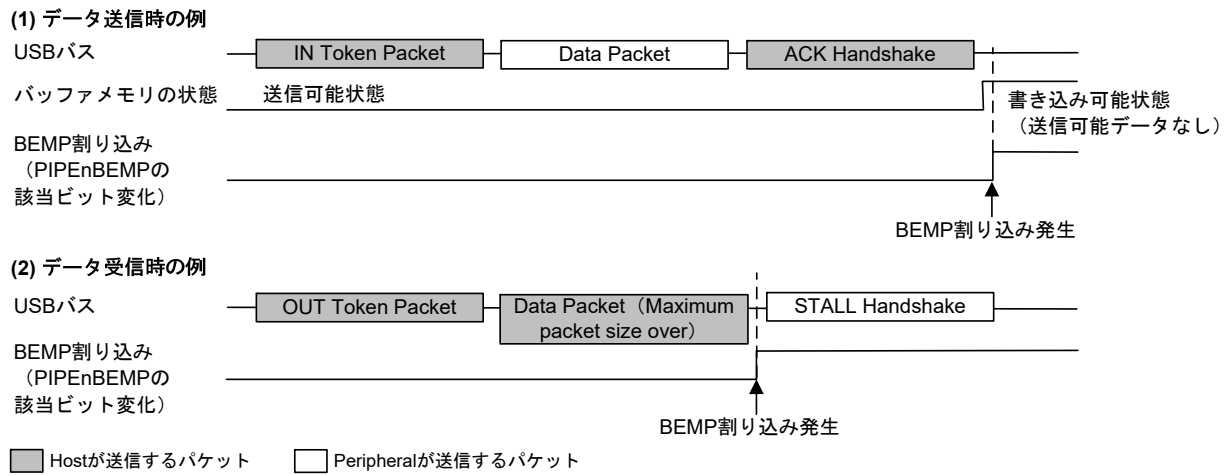 (1) データ送信時の例
USBバス
IN Token Packet
Data Packet
ACK Handshake
バッファメモリの状態
送信可能状態
書き込み可能状態
（送信可能データなし）
BEMP割り込み
（PIPEnBEMPの
該当ビット変化）
BEMP割り込み発生
(2) データ受信時の例
USBバス
OUT Token Packet
Data Packet（Maximum
packet size over）
STALL Handshake
BEMP割り込み
（PIPEnBEMPの
該当ビット変化）
BEMP割り込み発生
Hostが送信するパケット
Peripheralが送信するパケット